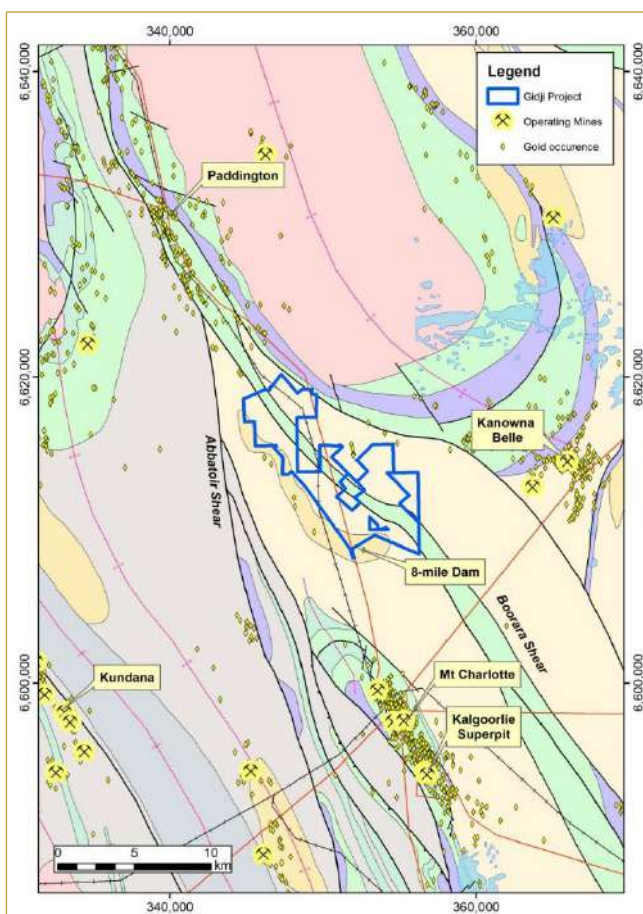 340,000
360,000
6,640,000
6,640,000
Legend
Gidji Project
Operating Mines
Gold occurence
Paddington
6,620,000
6,620,000
Kanowna
Belle
Abbatoir Shear
8-mile Dam
Boorara Shear
Kundana
Mt Charlotte
6,600,000
6,600,000
Kalgoorlie
Superpit
0
5
10
km
340,000
360,000